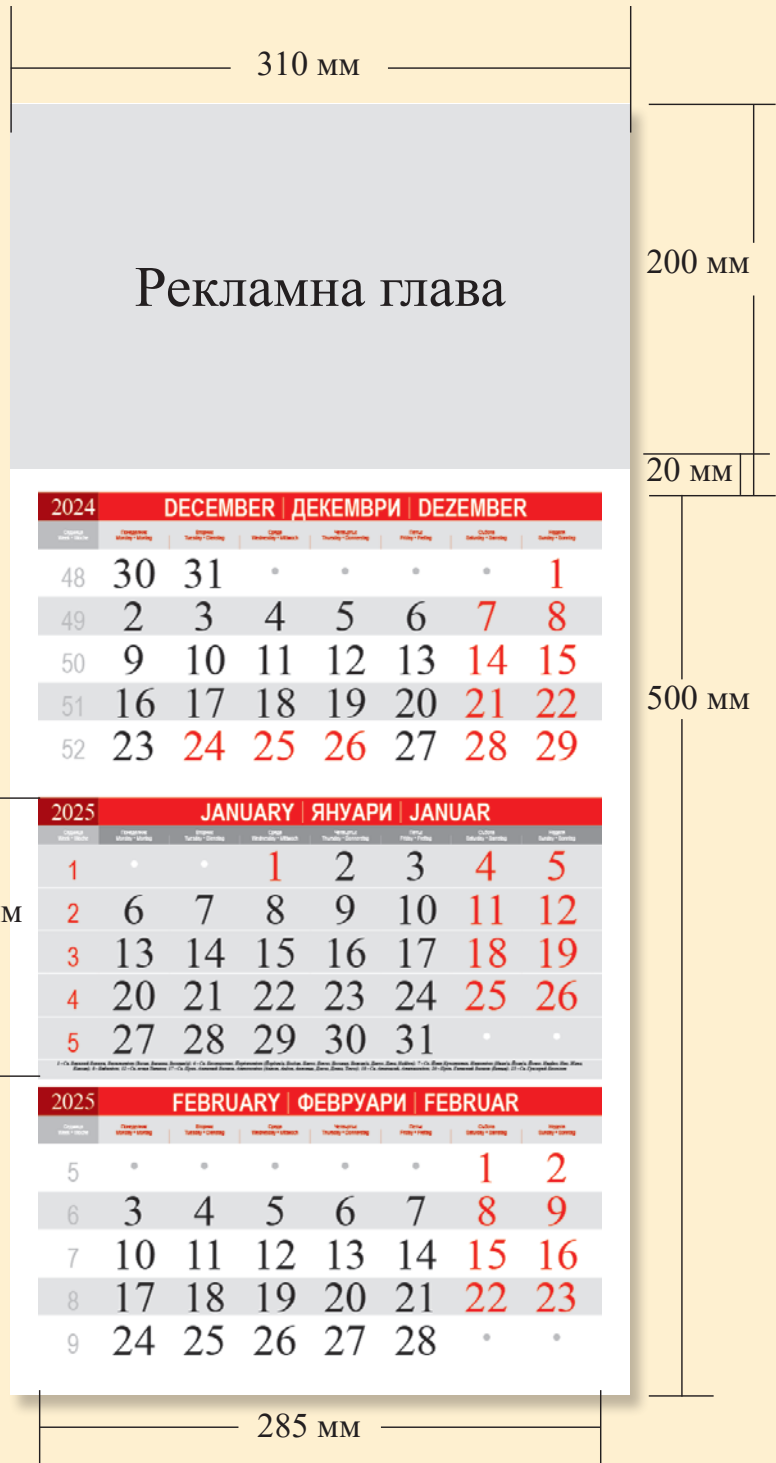 310 мм
200 мм
Рекламна глава
20 мм
2024 DECEMBER | ДЕКЕМВРИ | DEZEMBER
48 30 31 • • • • 1
49 2 3 4 5 6 7 8
50 9 10 11 12 13 14 15
51 16 17 18 19 20 21 22
52 23 24 25 26 27 28 29
500 мм
2025 JANUARY | ЯНУАРИ | JANUAR
1 • • 1 2 3 4 5
м
2 6 7 8 9 10 11 12
3 13 14 15 16 17 18 19
4 20 21 22 23 24 25 26
5 27 28 29 30 31 • •
2025 FEBRUARY | ФЕВРУАРИ | FEBRUAR
5 • • • • • 1 2
6 3 4 5 6 7 8 9
7 10 11 12 13 14 15 16
8 17 18 19 20 21 22 23
9 24 25 26 27 28 • •
285 мм